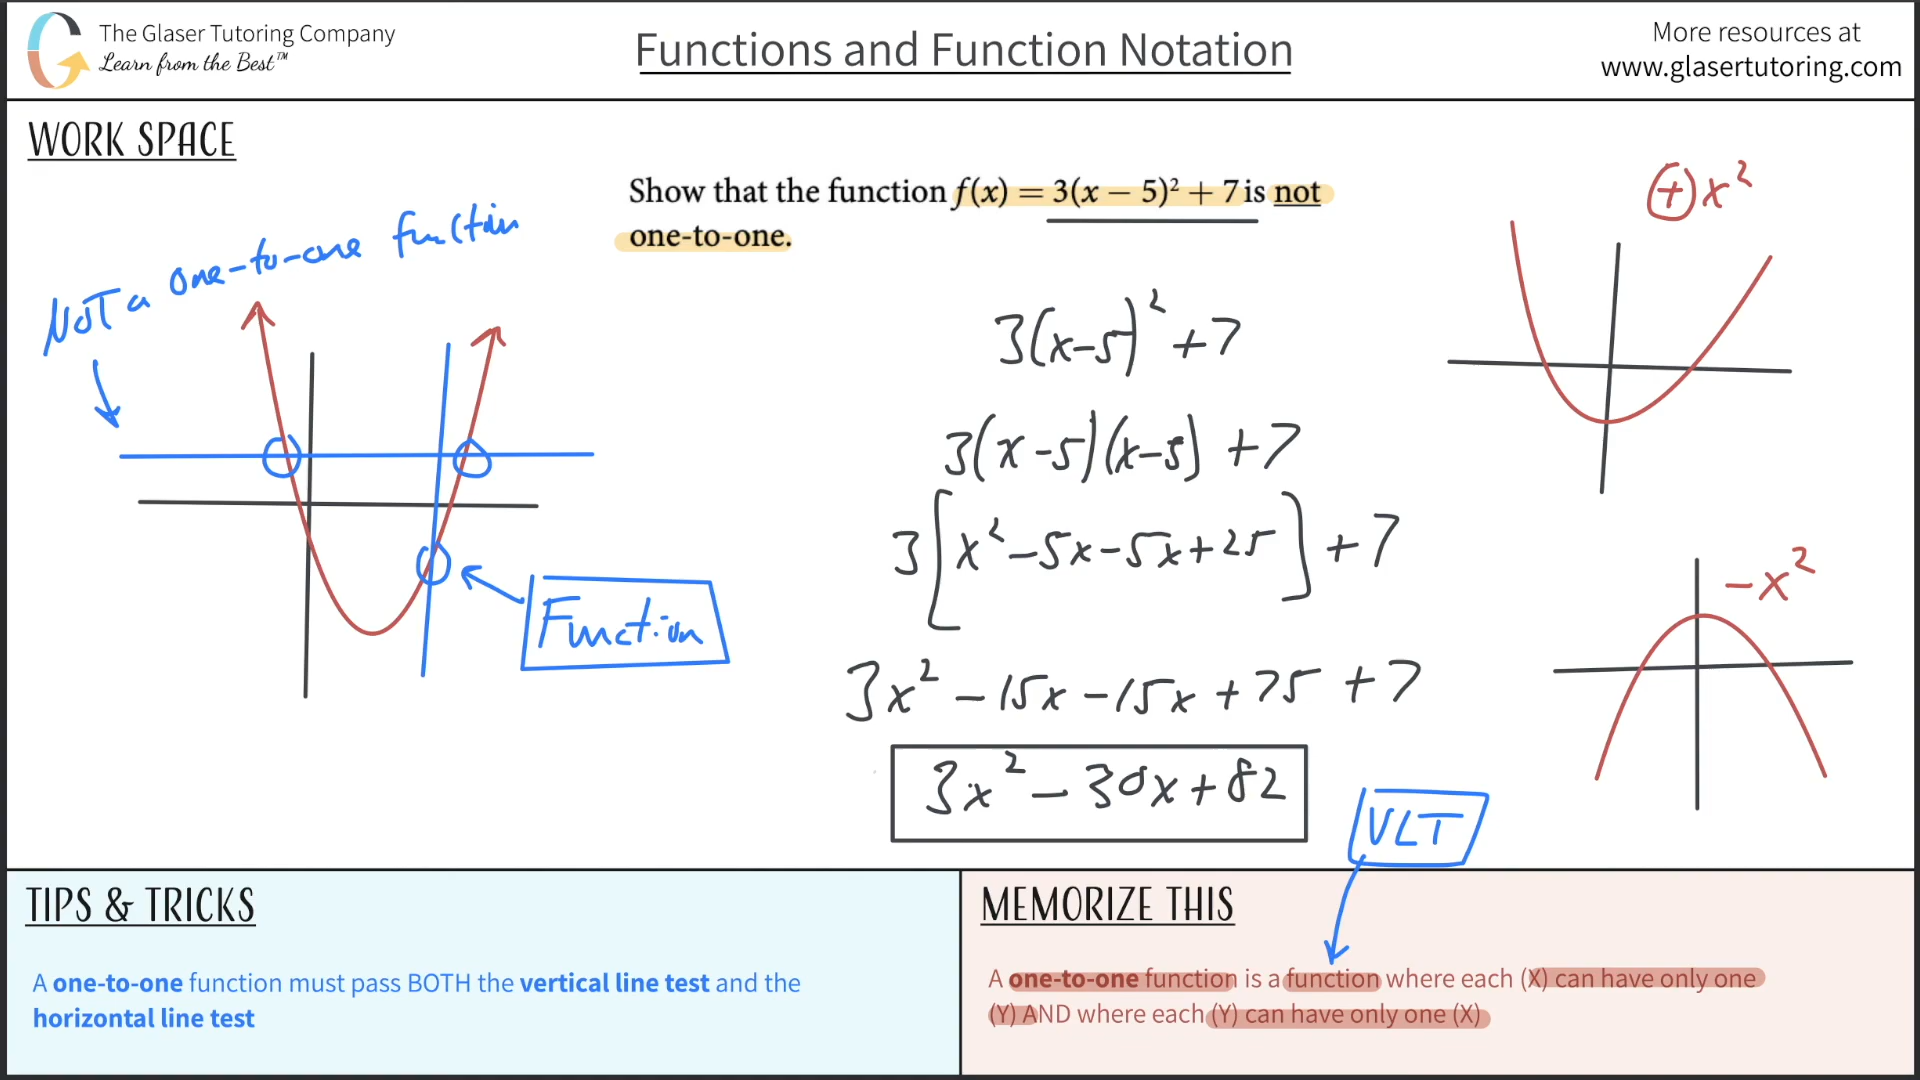 The Glaser Tutoring Company
Learn from the Best™
Functions and Function Notation
More resources at
www.glasertutoring.com
WORK SPACE
Show that the function f(x) = 3(x − 5)² + 7 is not
one-to-one.
NOT a one-to-one function
Function
3(x-5)² +7
3(x-5)(x-5) +7
3[x²-5x-5x+25] +7
3x² -15x -15x +75 +7
3x² - 30x + 82
+ x²
-x²
VLT
TIPS & TRICKS
A one-to-one function must pass BOTH the vertical line test and the
horizontal line test
MEMORIZE THIS
A one-to-one function is a function where each (X) can have only one
(Y) AND where each (Y) can have only one (X)